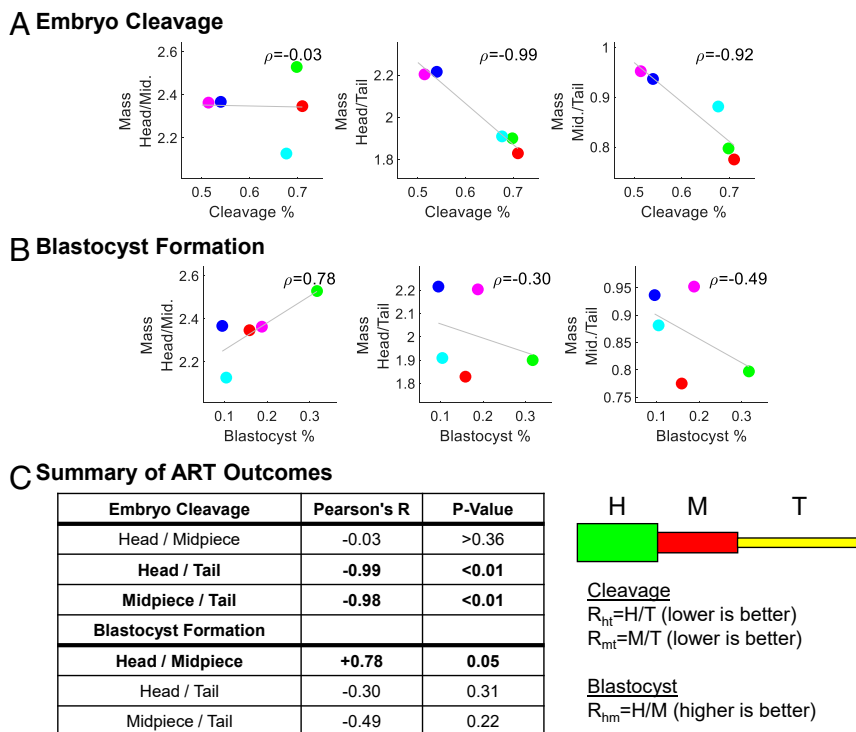 A Embryo Cleavage
ρ=-0.03
Mass
Head/Mid.
2.6
2.4
2.2
0.5 0.6 0.7
Cleavage %
ρ=-0.99
Mass
Head/Tail
2.2
2
1.8
0.5 0.6 0.7
Cleavage %
ρ=-0.92
Mass
Mid./Tail
1
0.9
0.8
0.5 0.6 0.7
Cleavage %
B Blastocyst Formation
ρ=0.78
Mass
Head/Mid.
2.6
2.4
2.2
0.1 0.2 0.3
Blastocyst %
ρ=-0.30
Mass
Head/Tail
2.2
2.1
2
1.9
1.8
0.1 0.2 0.3
Blastocyst %
ρ=-0.49
Mass
Mid./Tail
0.95
0.9
0.85
0.8
0.75
0.1 0.2 0.3
Blastocyst %
C Summary of ART Outcomes
Embryo Cleavage Pearson's R P-Value
Head / Midpiece -0.03 >0.36
Head / Tail -0.99 <0.01
Midpiece / Tail -0.98 <0.01
Blastocyst Formation
Head / Midpiece +0.78 0.05
Head / Tail -0.30 0.31
Midpiece / Tail -0.49 0.22
H M T
Cleavage
Rht=H/T (lower is better)
Rmt=M/T (lower is better)
Blastocyst
Rhm=H/M (higher is better)